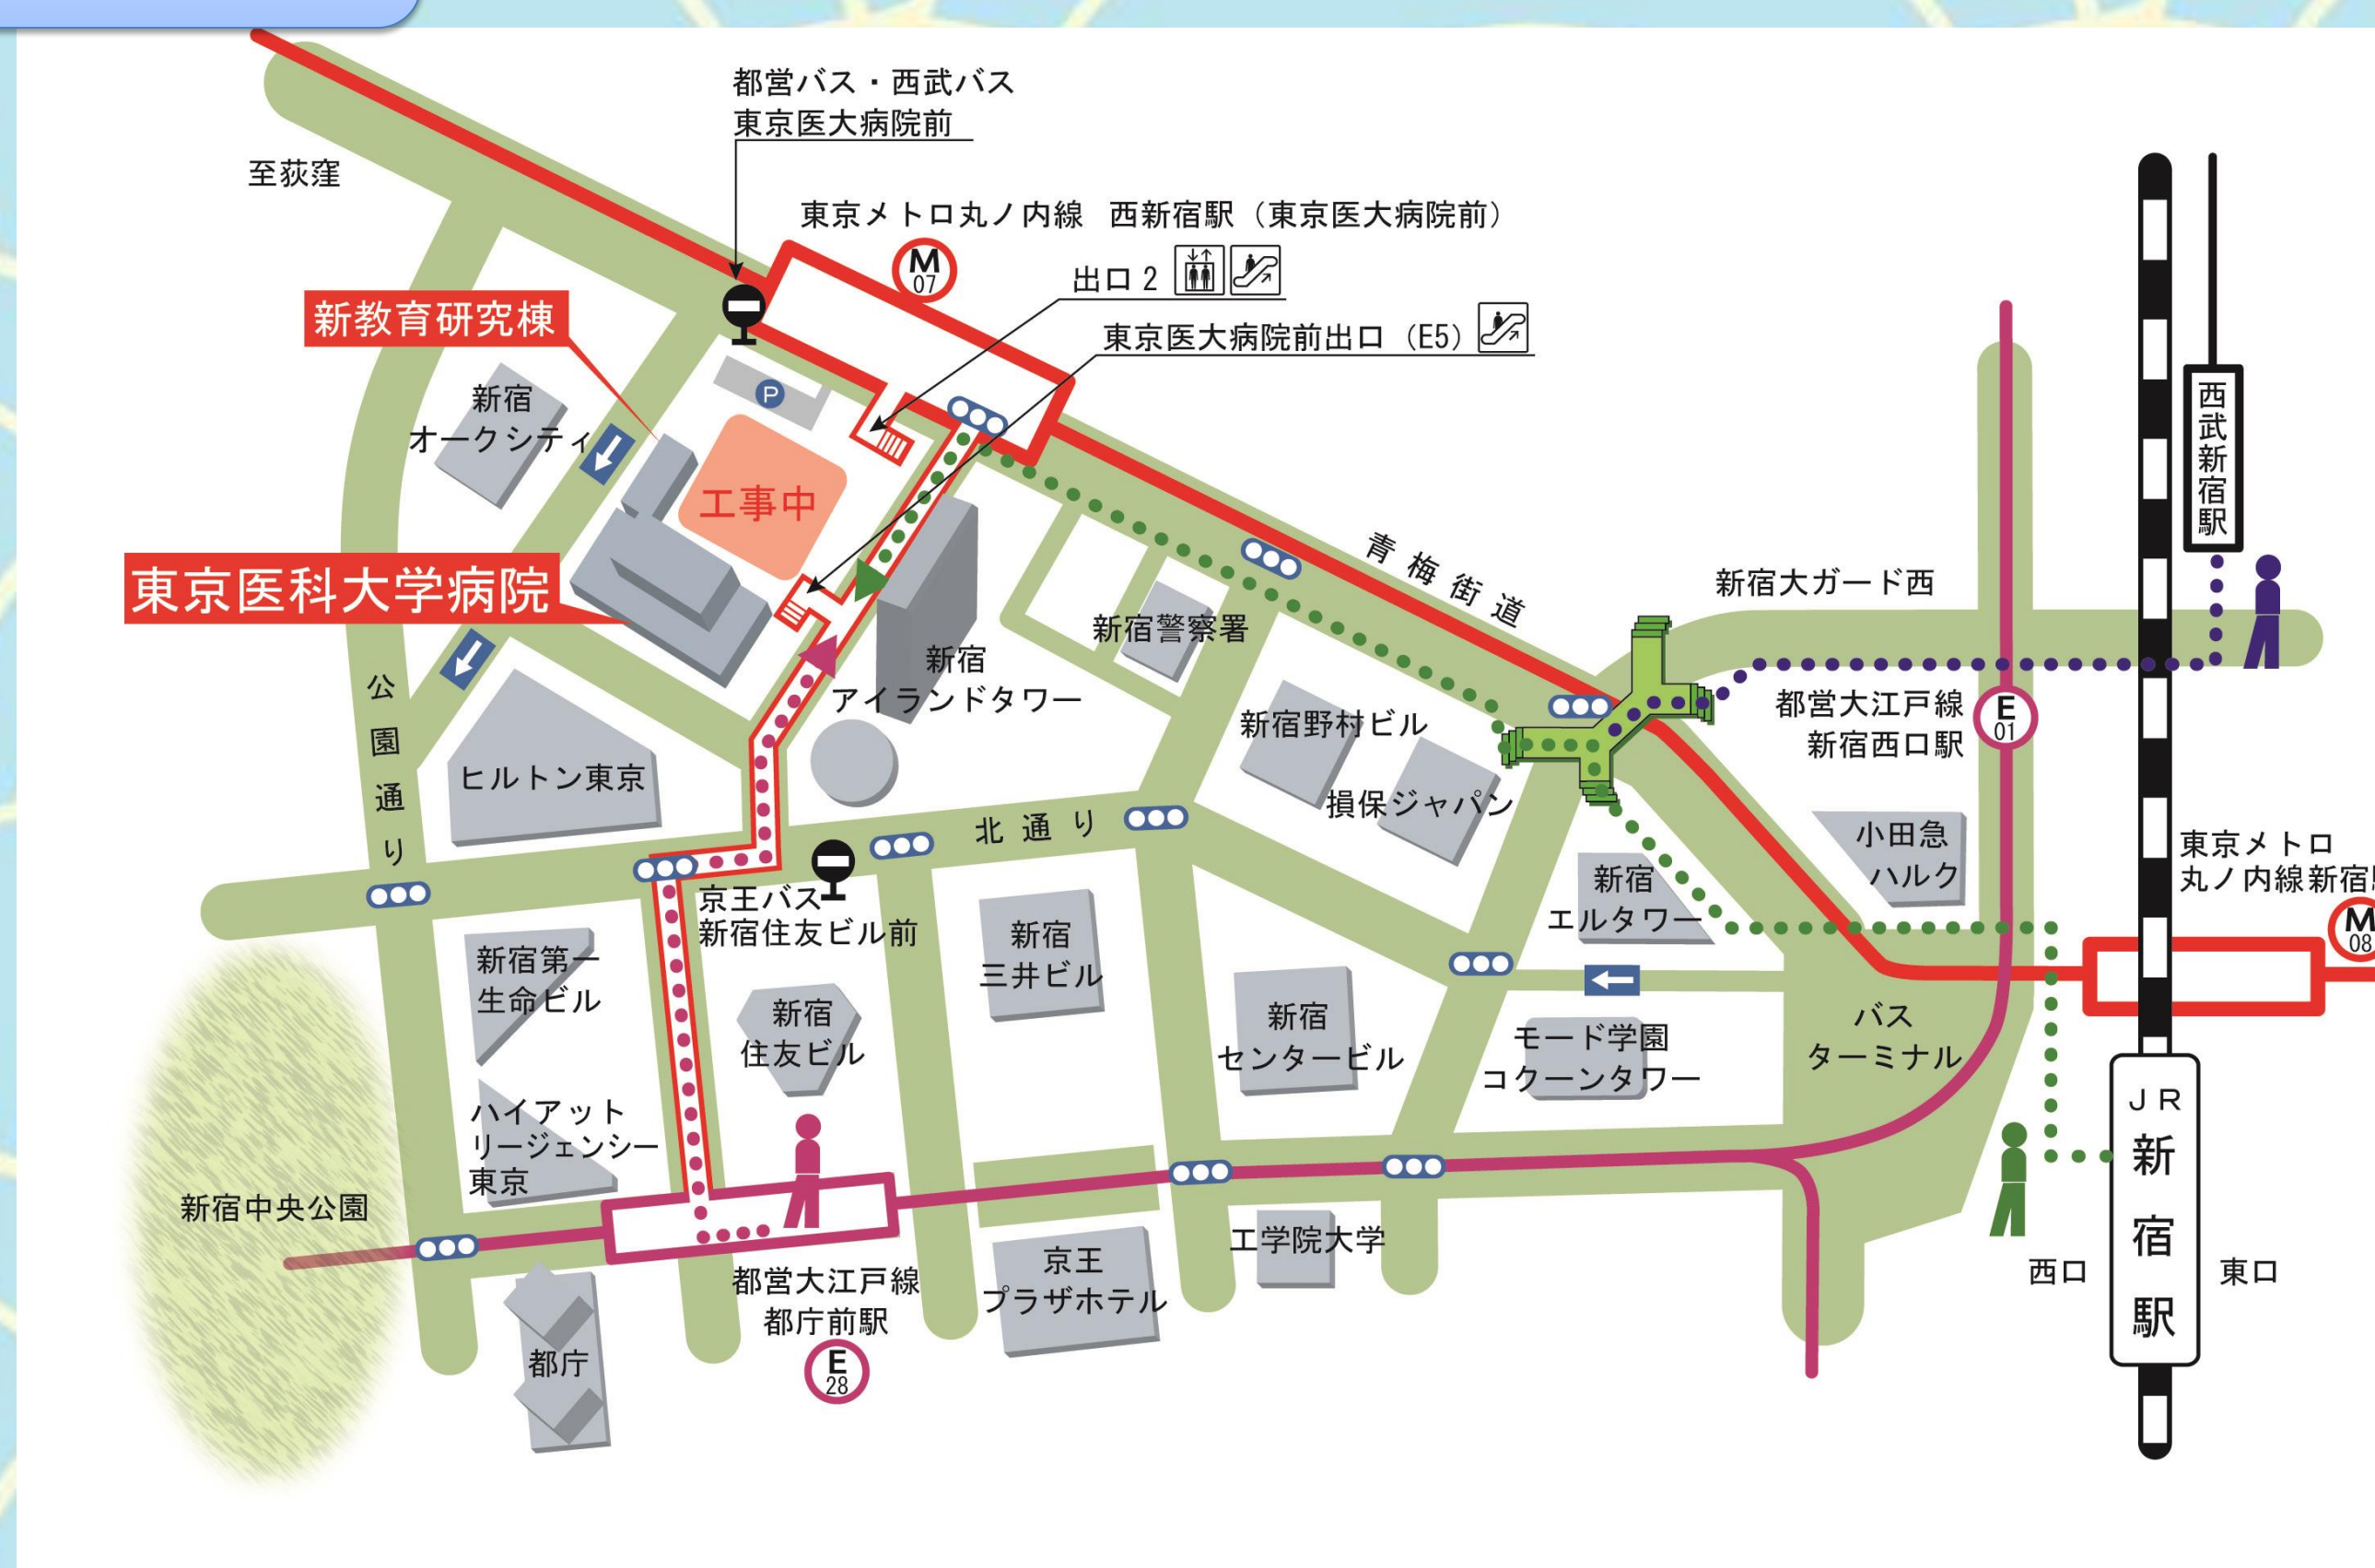 都営バス・西武バス
東京医大病院前
至荻窪
東京メトロ丸ノ内線 西新宿駅（東京医大病院前）
M
07
出口2
東京医大病院前出口（E5）
新教育研究棟
P
新宿
オークシティ
工事中
西武新宿駅
青梅街道
新宿大ガード西
東京医科大学病院
新宿警察署
新宿
アイランドタワー
公園通り
都営大江戸線
新宿西口駅
E
01
新宿野村ビル
ヒルトン東京
損保ジャパン
北通り
小田急
ハルク
東京メトロ
丸ノ内線新宿
M
08
京王バス
新宿住友ビル前
新宿
エルタワー
新宿第一
生命ビル
新宿
三井ビル
新宿
住友ビル
新宿
センタービル
モード学園
コクーンタワー
バス
ターミナル
ハイアット
リージェンシー
東京
JR
新宿駅
新宿中央公園
工学院大学
京王
プラザホテル
西口
東口
都営大江戸線
都庁前駅
E
28
都庁